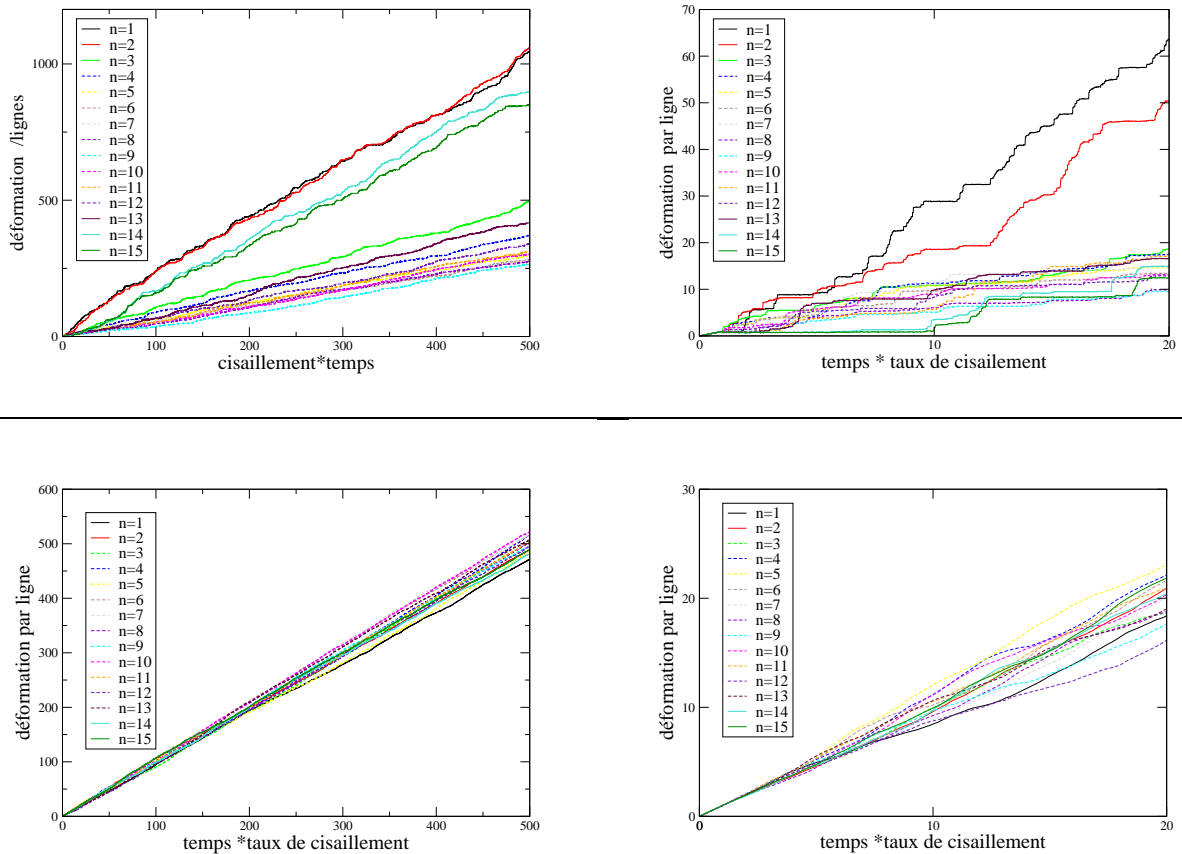 1000
500
0
0
100
200
300
400
500
cisaillement*temps
déformation /lignes
n=1
n=2
n=3
n=4
n=5
n=6
n=7
n=8
n=9
n=10
n=11
n=12
n=13
n=14
n=15
70
60
50
40
30
20
10
0
0
10
20
temps * taux de cisailement
déformation par ligne
n=1
n=2
n=3
n=4
n=5
n=6
n=7
n=8
n=9
n=10
n=11
n=12
n=13
n=14
n=15
600
500
400
300
200
100
0
0
100
200
300
400
500
temps *taux de cisaillement
déformation par ligne
n=1
n=2
n=3
n=4
n=5
n=6
n=7
n=8
n=9
n=10
n=11
n=12
n=13
n=14
n=15
30
20
10
0
0
10
20
temps *taux de cisaillement
déformation par ligne
n=1
n=2
n=3
n=4
n=5
n=6
n=7
n=8
n=9
n=10
n=11
n=12
n=13
n=14
n=15